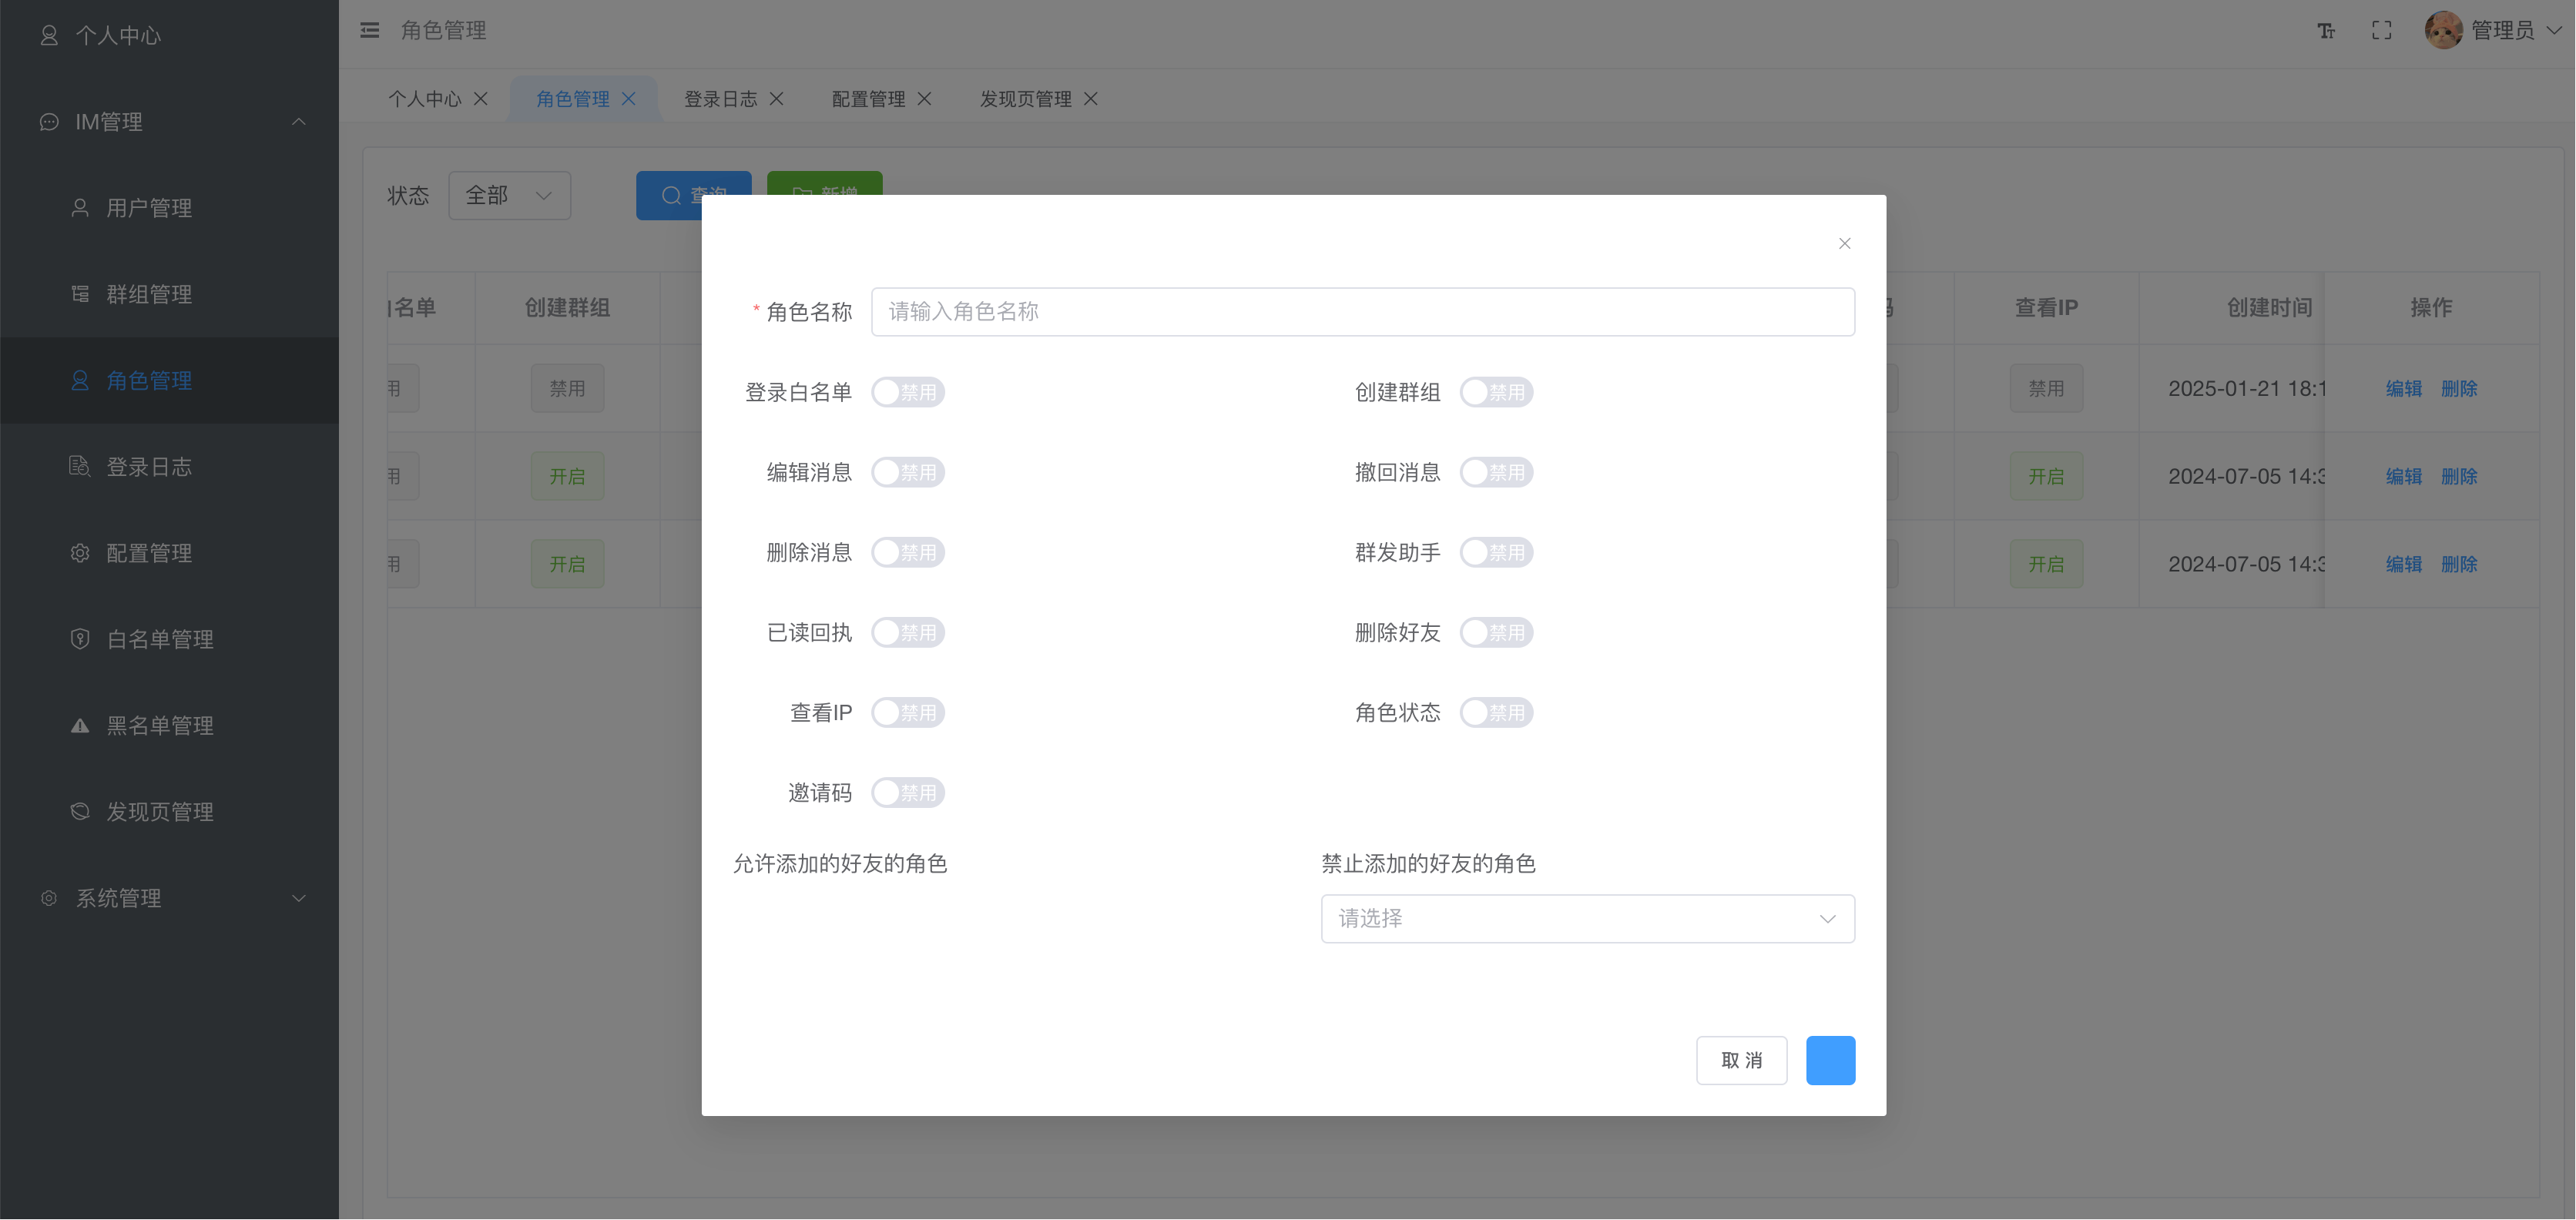 个人中心
IM管理
用户管理
群组管理
角色管理
登录日志
配置管理
白名单管理
黑名单管理
发现页管理
系统管理
角色管理
管理员
个人中心
角色管理
登录日志
配置管理
发现页管理
状态 全部 查询 新增
名单 创建群组 查看IP 创建时间 操作
用 禁用 禁用 2025-01-21 18:1 编辑 删除
用 开启 开启 2024-07-05 14:3 编辑 删除
用 开启 开启 2024-07-05 14:3 编辑 删除
* 角色名称 请输入角色名称
登录白名单 禁用 创建群组 禁用
编辑消息 禁用 撤回消息 禁用
删除消息 禁用 群发助手 禁用
已读回执 禁用 删除好友 禁用
查看IP 禁用 角色状态 禁用
邀请码 禁用
允许添加的好友的角色 禁止添加的好友的角色
请选择
取 消